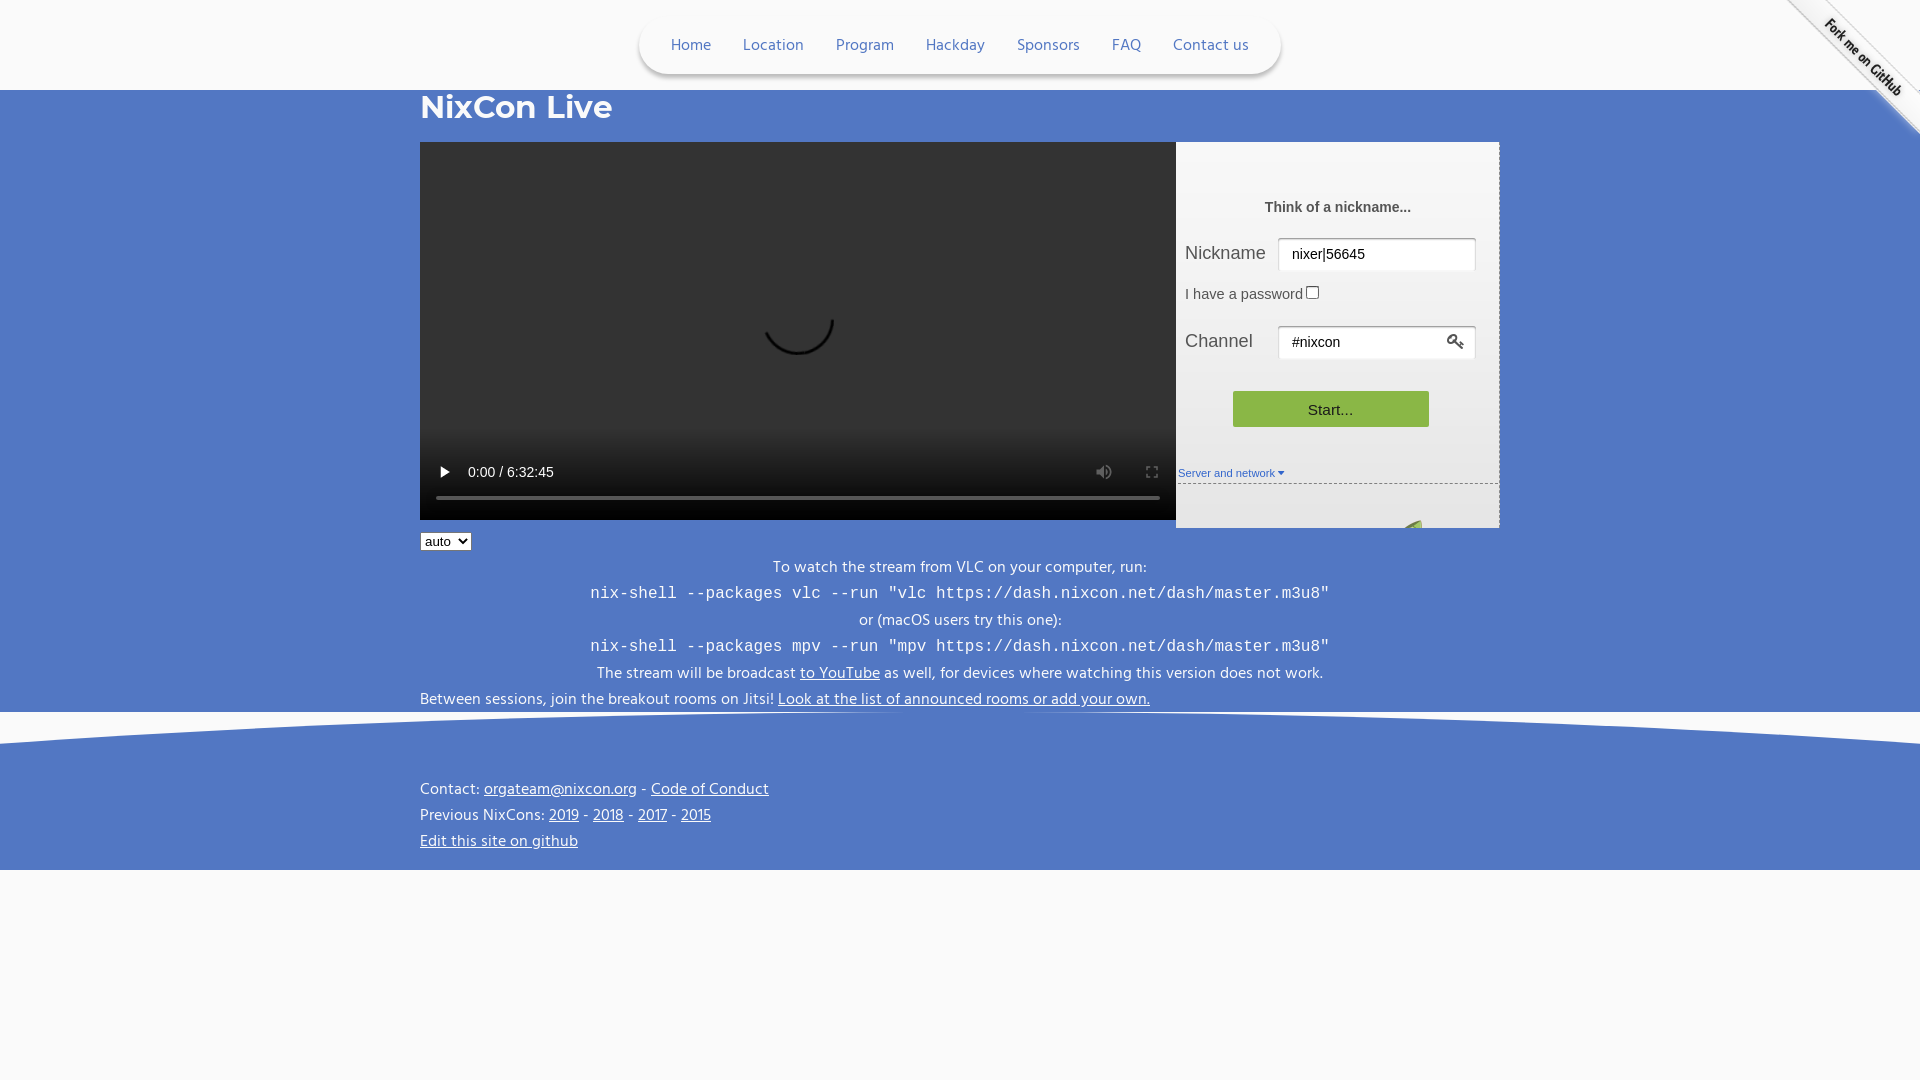 Home Location Program Hackday Sponsors FAQ Contact us
Fork me on GitHub
NixCon Live
Think of a nickname...
Nickname nixer|56645
I have a password
Channel #nixcon
Start...
0:00 / 6:32:45
Server and network
auto
To watch the stream from VLC on your computer, run:
nix-shell --packages vlc --run "vlc https://dash.nixcon.net/dash/master.m3u8"
or (macOS users try this one):
nix-shell --packages mpv --run "mpv https://dash.nixcon.net/dash/master.m3u8"
The stream will be broadcast to YouTube as well, for devices where watching this version does not work.
Between sessions, join the breakout rooms on Jitsi! Look at the list of announced rooms or add your own.
Contact: orgateam@nixcon.org - Code of Conduct
Previous NixCons: 2019 - 2018 - 2017 - 2015
Edit this site on github